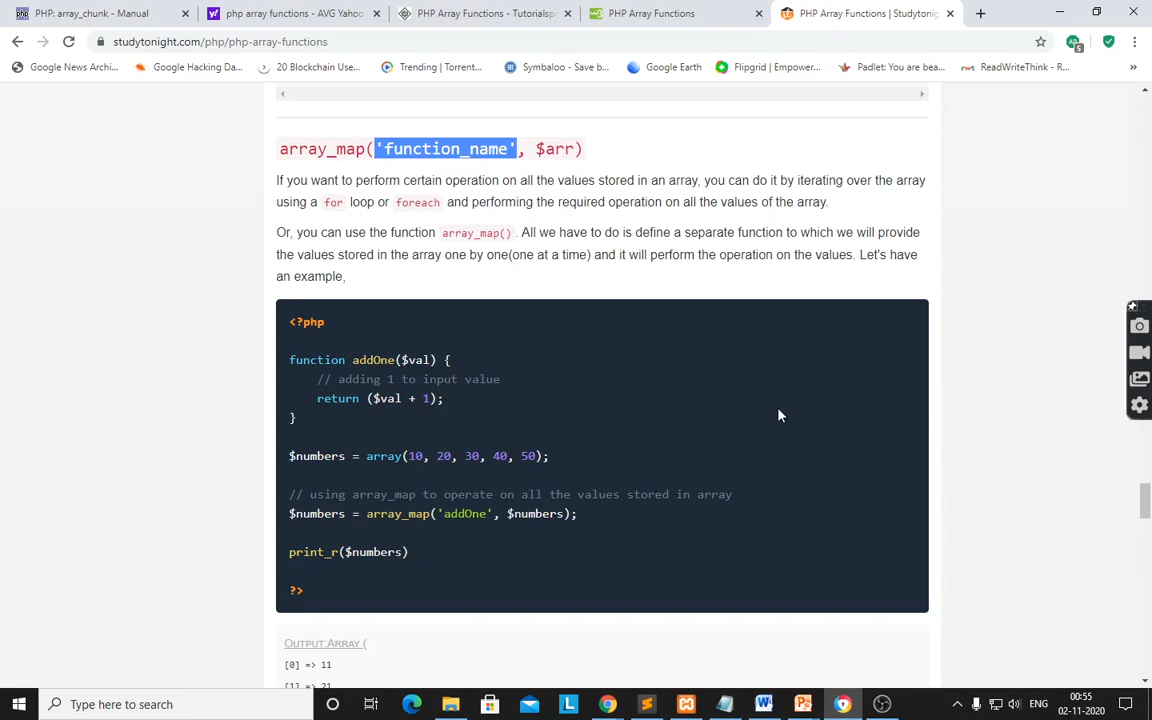 PHP: array_chunk - Manual
php array functions - AVG Yahoo
PHP Array Functions - Tutorialsp
PHP Array Functions
PHP Array Functions | Studytonig
studytonight.com/php/php-array-functions
5
Google News Archi...
Google Hacking Da...
20 Blockchain Use...
Trending | Torrent...
Symbaloo - Save b...
Google Earth
Flipgrid | Empower...
Padlet: You are bea...
rwt
ReadWriteThink - R...
»
array_map('function_name', $arr)
If you want to perform certain operation on all the values stored in an array, you can do it by iterating over the array
using a for loop or foreach and performing the required operation on all the values of the array.
Or, you can use the function array_map(). All we have to do is define a separate function to which we will provide
the values stored in the array one by one(one at a time) and it will perform the operation on the values. Let's have
an example,
<?php
function addOne($val) {
// adding 1 to input value
return ($val + 1);
}
$numbers = array(10, 20, 30, 40, 50);
// using array_map to operate on all the values stored in array
$numbers = array_map('addOne', $numbers);
print_r($numbers)
?>
OUTPUT:ARRAY (
[0] => 11
[1] => 21
Type here to search
ENG
00:55
02-11-2020